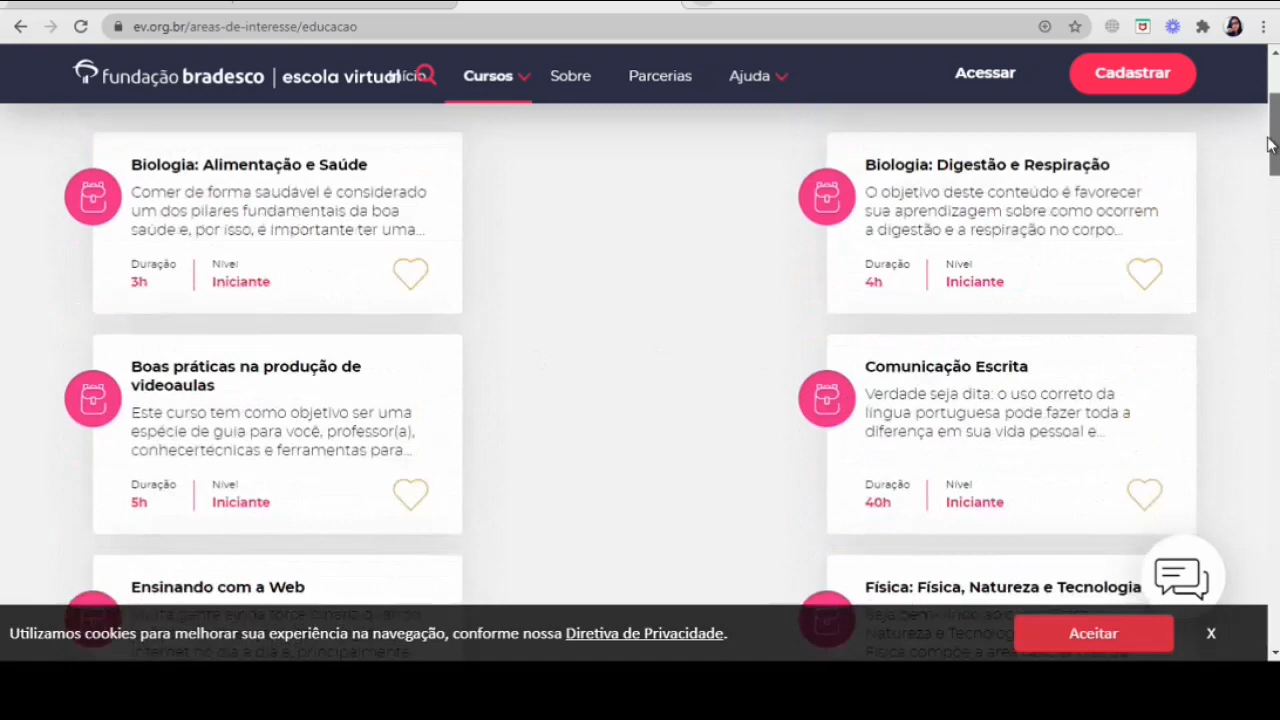 ev.org.br/areas-de-interesse/educacao
fundação bradesco | escola virtual
Início
Cursos
Sobre
Parcerias
Ajuda
Acessar
Cadastrar
Biologia: Alimentação e Saúde
Comer de forma saudável é considerado
um dos pilares fundamentais da boa
saúde e, por isso, é importante ter uma...
Duração
Nível
3h
Iniciante
Biologia: Digestão e Respiração
O objetivo deste conteúdo é favorecer
sua aprendizagem sobre como ocorrem
a digestão e a respiração no corpo...
Duração
Nível
4h
Iniciante
Boas práticas na produção de
videoaulas
Este curso tem como objetivo ser uma
espécie de guia para você, professor(a),
conhecertécnicas e ferramentas para...
Duração
Nível
5h
Iniciante
Comunicação Escrita
Verdade seja dita: o uso correto da
língua portuguesa pode fazer toda a
diferença em sua vida pessoal e...
Duração
Nível
40h
Iniciante
Ensinando com a Web
Física: Física, Natureza e Tecnologia
Utilizamos cookies para melhorar sua experiência na navegação, conforme nossa Diretiva de Privacidade.
Aceitar
X